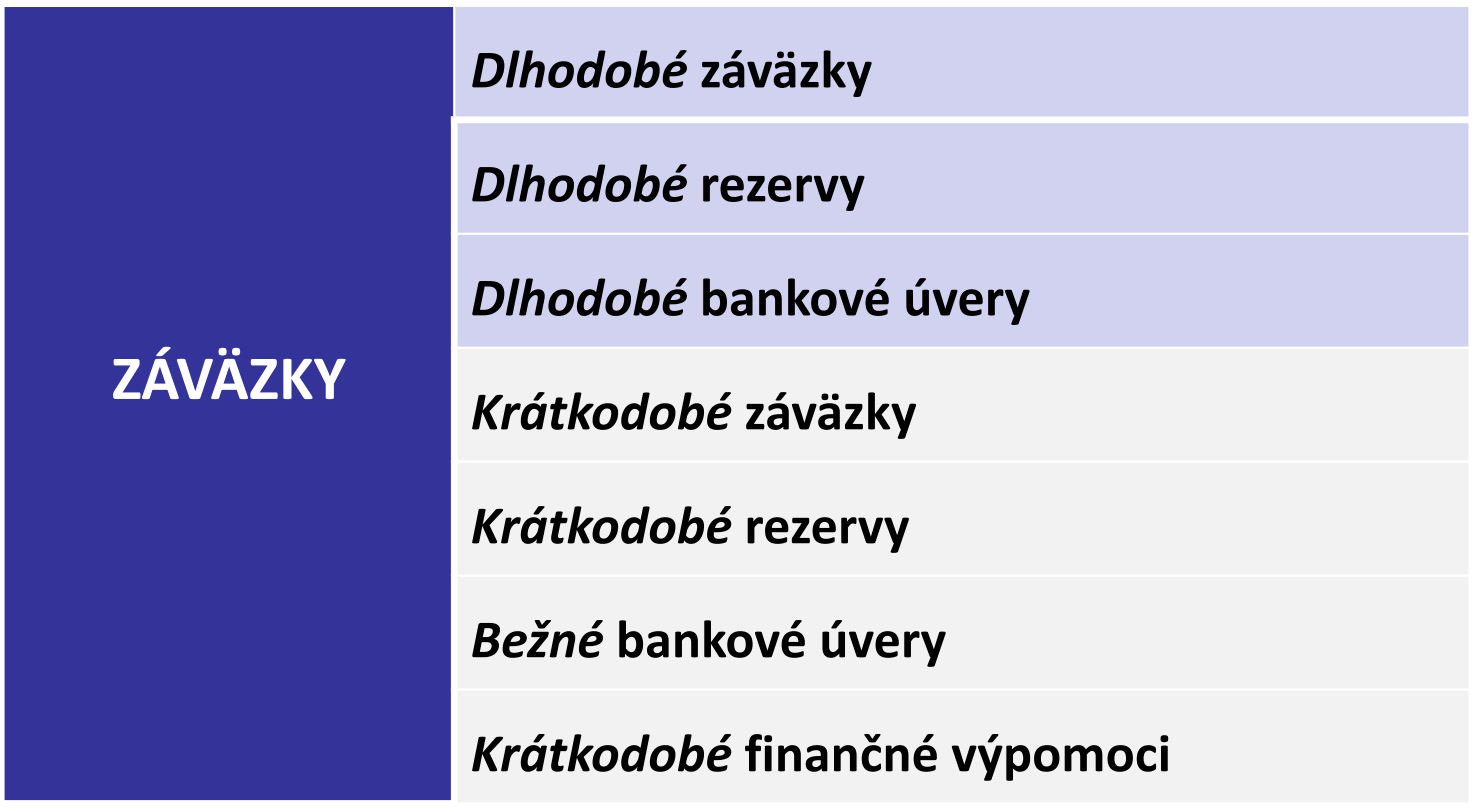 ZÁVÄZKY
Dlhodobé záväzky
Dlhodobé rezervy
Dlhodobé bankové úvery
Krátkodobé záväzky
Krátkodobé rezervy
Bežné bankové úvery
Krátkodobé finančné výpomoci